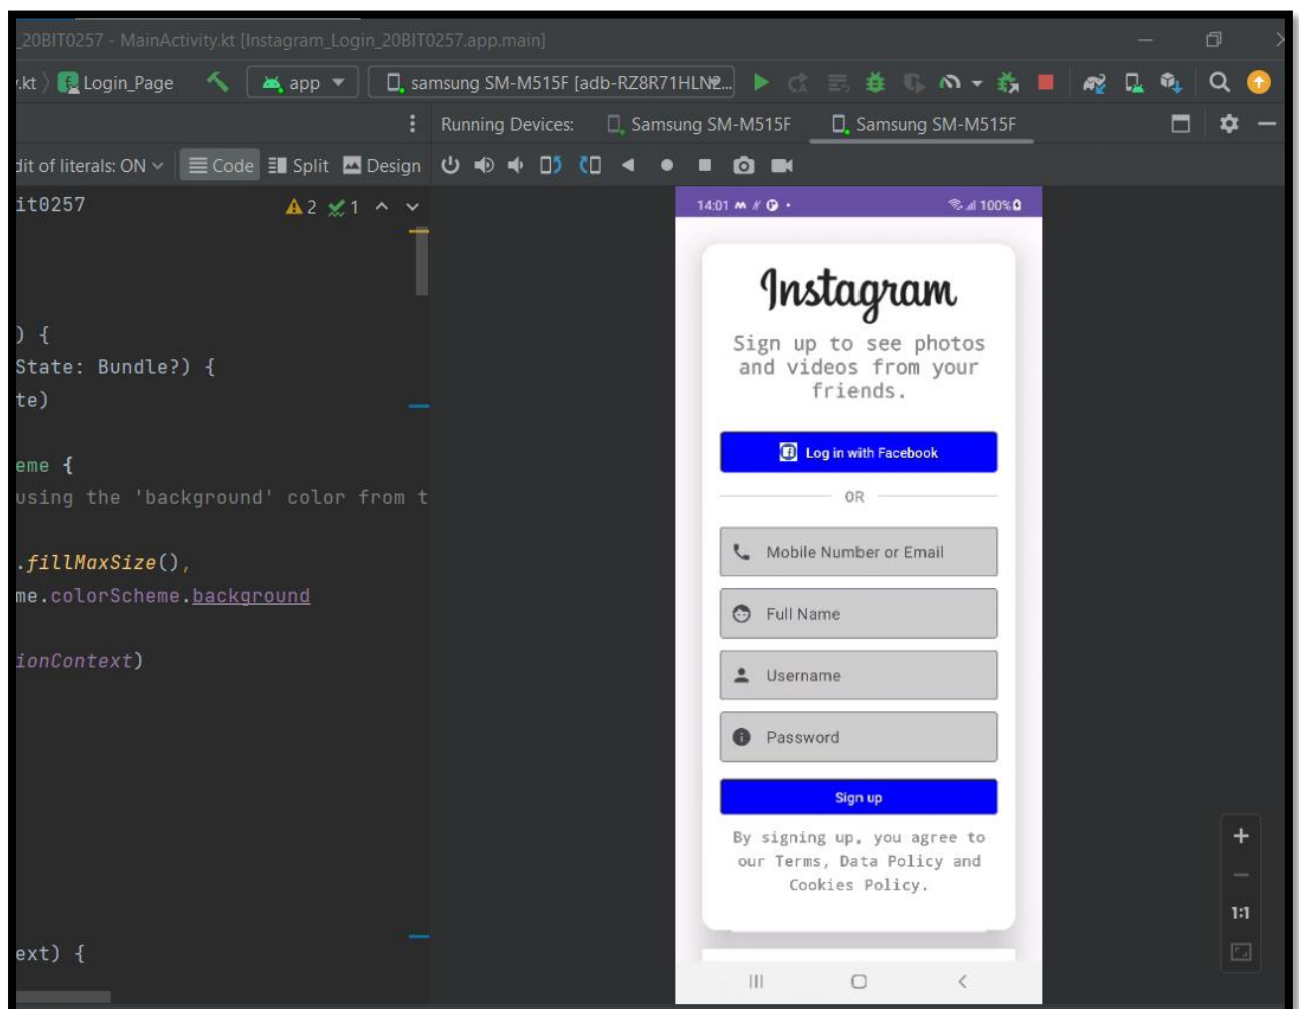 _20BIT0257 - MainActivity.kt [Instagram_Login_20BIT0257.app.main]
.kt Login_Page app samsung SM-M515F [adb-RZ8R71HLN2...]
Running Devices: Samsung SM-M515F Samsung SM-M515F
dit of literals: ON Code Split Design
it0257 2 1
) {
State: Bundle?) {
te)
eme {
using the 'background' color from t
.fillMaxSize(),
me.colorScheme.background
ionContext)
ext) {
14:01 100%
Instagram
Sign up to see photos
and videos from your
friends.
Log in with Facebook
OR
Mobile Number or Email
Full Name
Username
Password
Sign up
By signing up, you agree to
our Terms, Data Policy and
Cookies Policy.
1:1